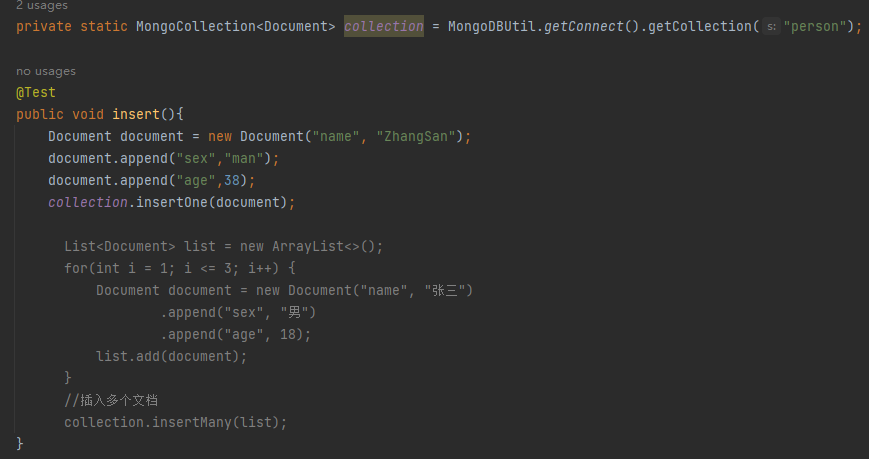 2 usages
private static MongoCollection<Document> collection = MongoDBUtil.getConnect().getCollection( s: "person");
no usages
@Test
public void insert(){
    Document document = new Document("name", "ZhangSan");
    document.append("sex","man");
    document.append("age",38);
    collection.insertOne(document);
      List<Document> list = new ArrayList<>();
      for(int i = 1; i <= 3; i++) {
          Document document = new Document("name", "张三")
                  .append("sex", "男")
                  .append("age", 18);
          list.add(document);
      }
      //插入多个文档
      collection.insertMany(list);
}